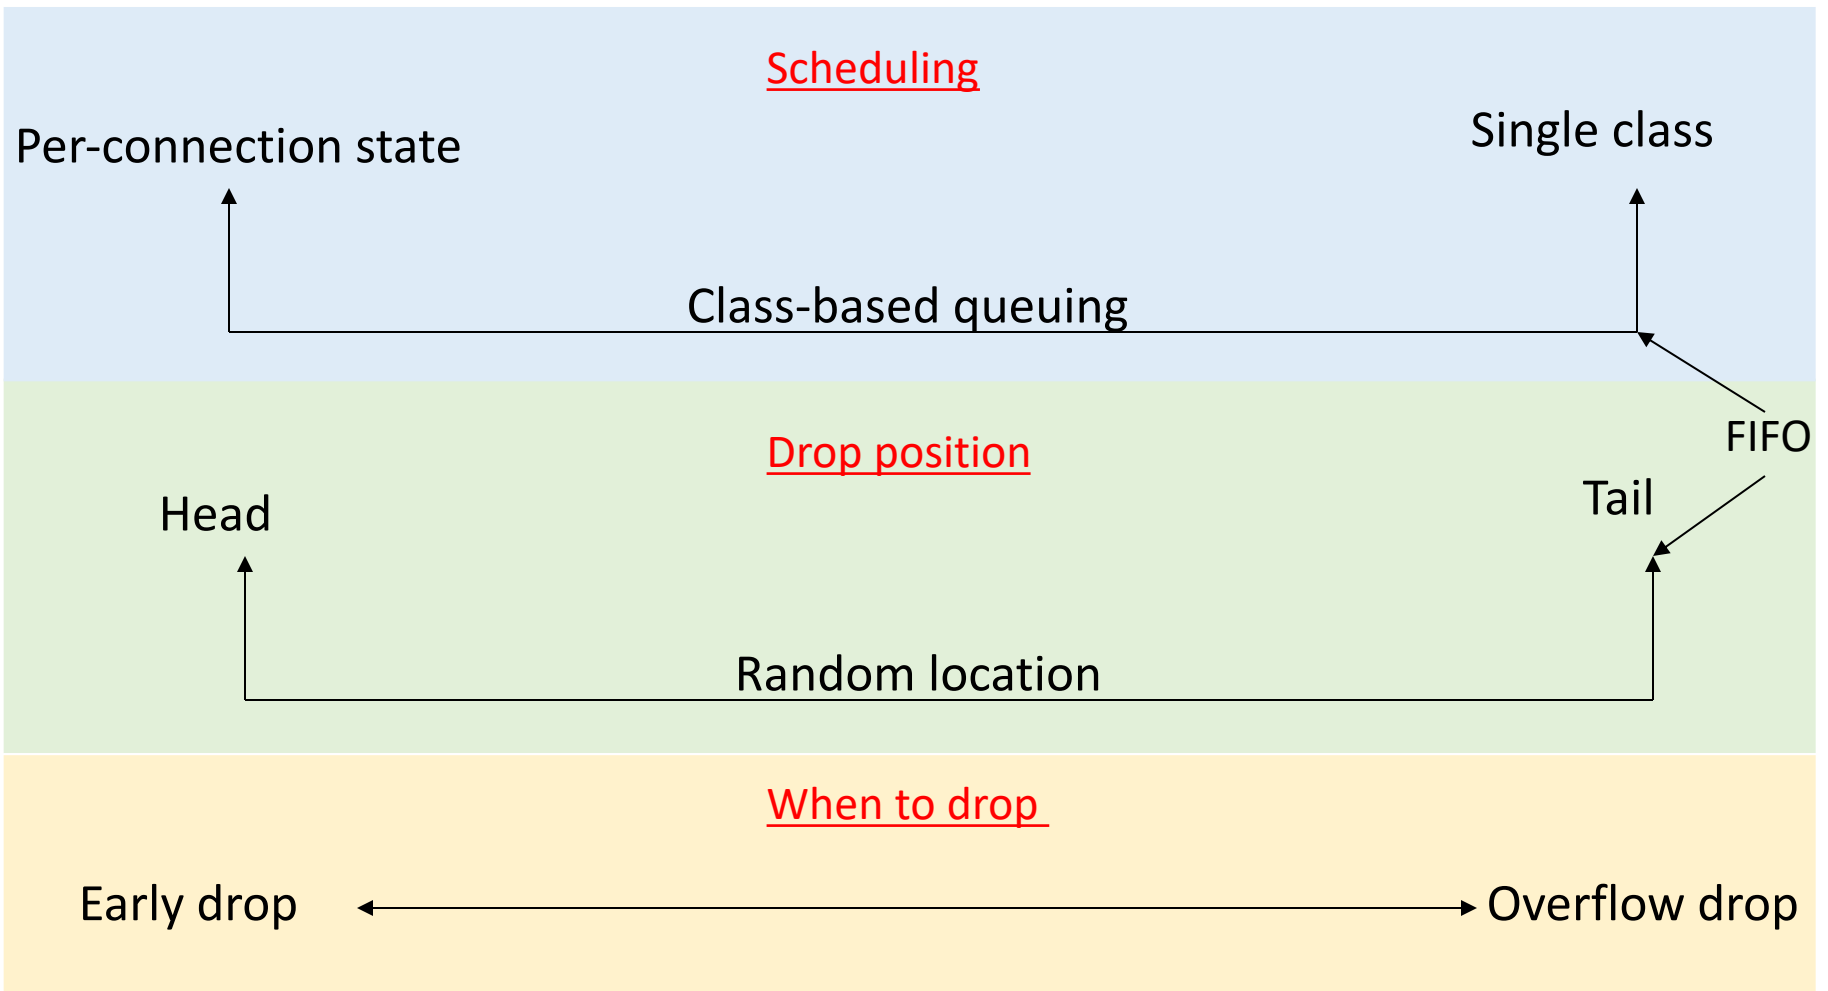 Scheduling
Per-connection state
Single class
Class-based queuing
FIFO
Drop position
Head
Tail
Random location
When to drop
Early drop
Overflow drop